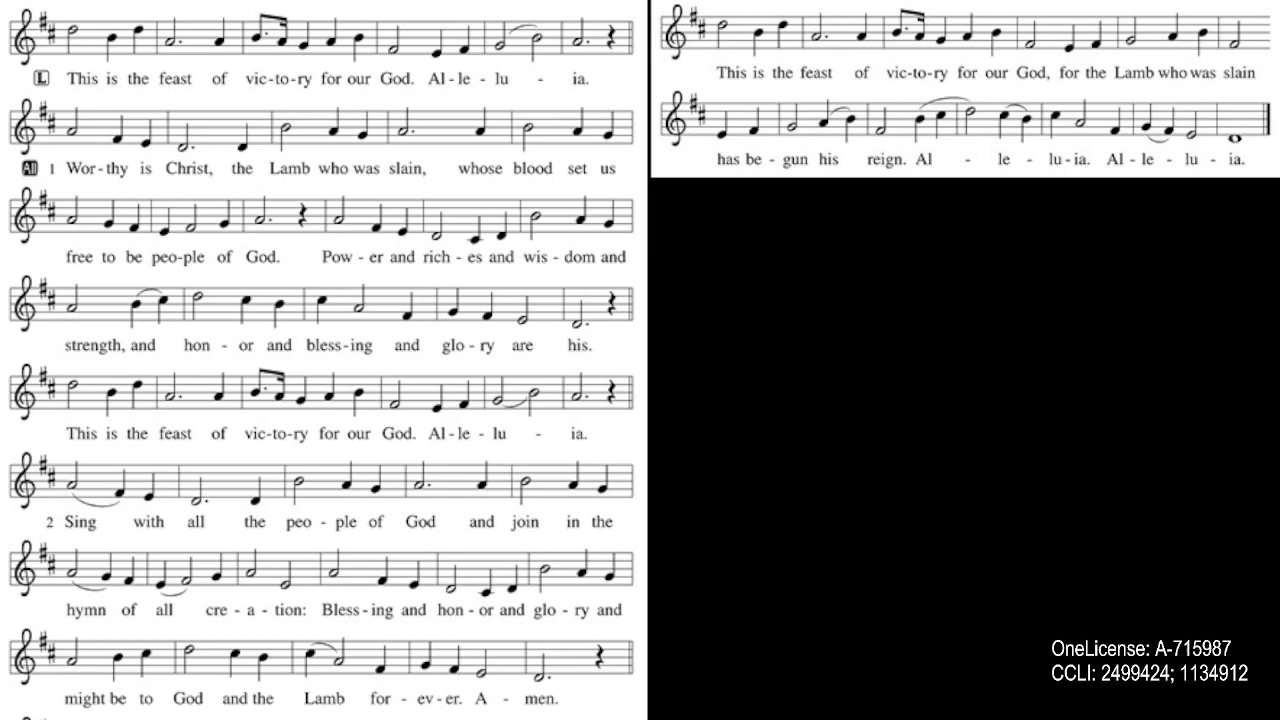 L This is the feast of vic-to-ry for our God. Al-le-lu - ia.
All 1 Wor-thy is Christ, the Lamb who was slain, whose blood set us
free to be peo-ple of God. Pow-er and rich-es and wis-dom and
strength, and hon-or and bless-ing and glo-ry are his.
This is the feast of vic-to-ry for our God. Al-le-lu - ia.
2 Sing with all the peo-ple of God and join in the
hymn of all cre-a-tion: Bless-ing and hon-or and glo-ry and
might be to God and the Lamb for-ev-er. A-men.
This is the feast of vic-to-ry for our God, for the Lamb who was slain
has be-gun his reign. Al - le - lu-ia. Al-le-lu-ia.
OneLicense: A-715987
CCLI: 2499424; 1134912